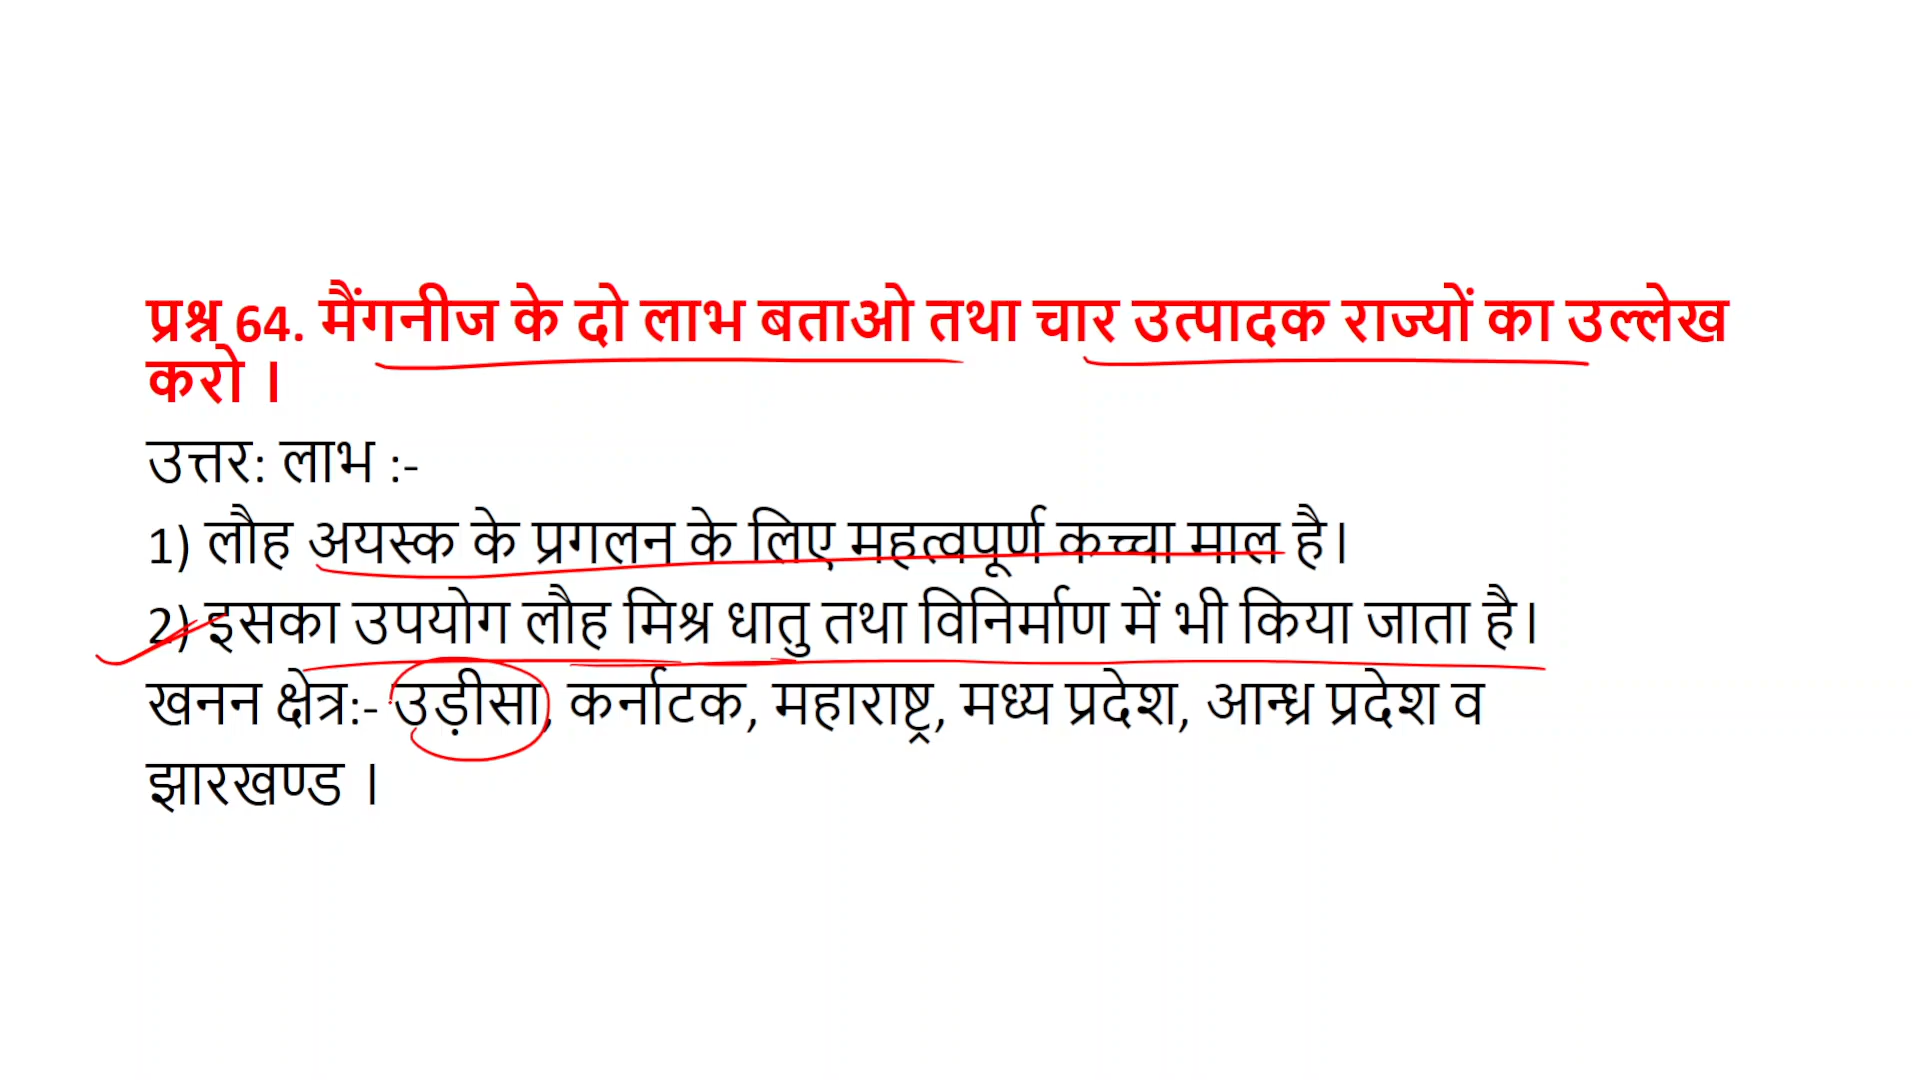 प्रश्न 64. मैंगनीज के दो लाभ बताओ तथा चार उत्पादक राज्यों का उल्लेख
करो ।
उत्तर: लाभ :-
1) लौह अयस्क के प्रगलन के लिए महत्वपूर्ण कच्चा माल है।
2) इसका उपयोग लौह मिश्र धातु तथा विनिर्माण में भी किया जाता है।
खनन क्षेत्र:- उड़ीसा, कर्नाटक, महाराष्ट्र, मध्य प्रदेश, आन्ध्र प्रदेश व
झारखण्ड ।